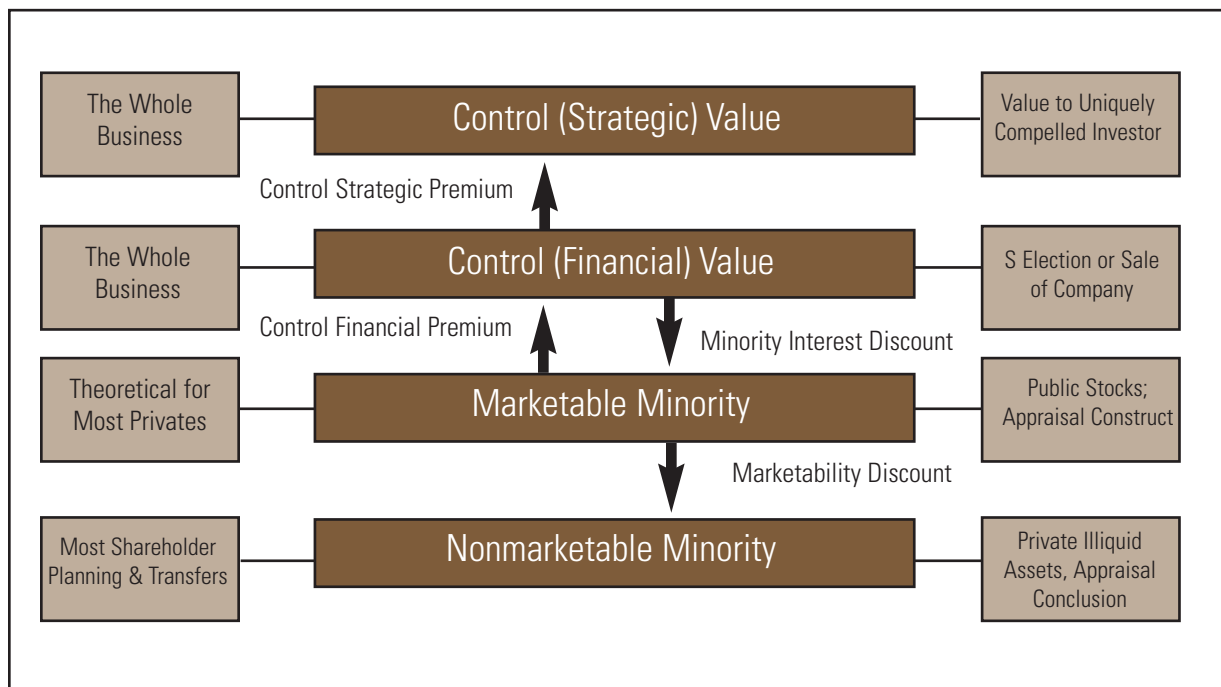 The Whole
Business
Control (Strategic) Value
Value to Uniquely
Compelled Investor
Control Strategic Premium
The Whole
Business
Control (Financial) Value
S Election or Sale
of Company
Control Financial Premium
Minority Interest Discount
Theoretical for
Most Privates
Marketable Minority
Public Stocks;
Appraisal Construct
Marketability Discount
Most Shareholder
Planning & Transfers
Nonmarketable Minority
Private Illiquid
Assets, Appraisal
Conclusion